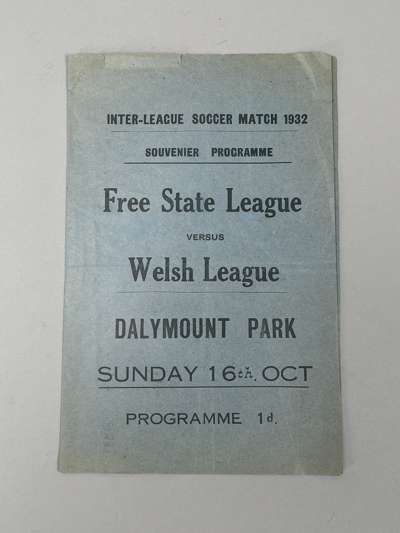 INTER-LEAGUE SOCCER MATCH 1932
SOUVENIER PROGRAMME
Free State League
VERSUS
Welsh League
DALYMOUNT PARK
SUNDAY 16th. OCT
PROGRAMME 1d.